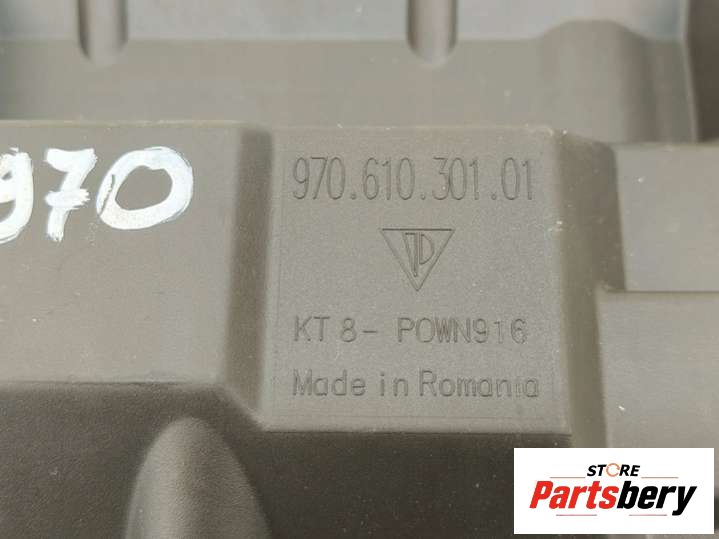 970
970.610.301.01
KT 8- POWN916
Made in Romania
STORE
Partsbery